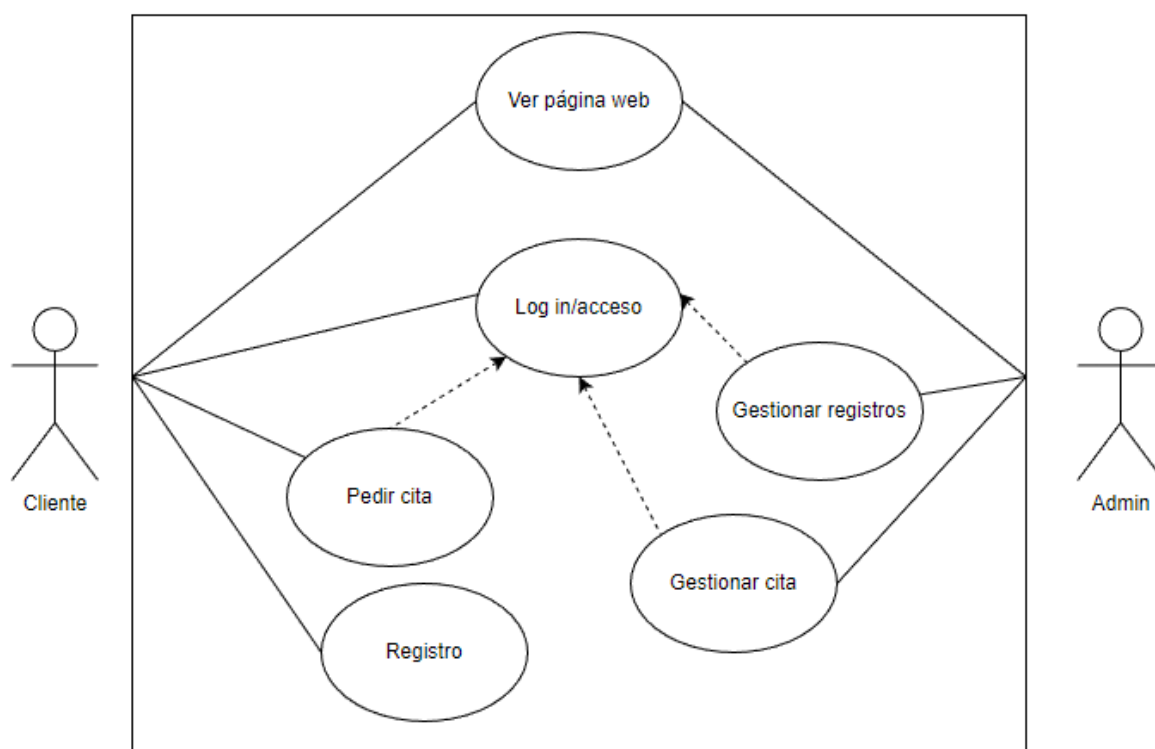 Ver página web
Log in/acceso
Gestionar registros
Pedir cita
Cliente
Admin
Gestionar cita
Registro